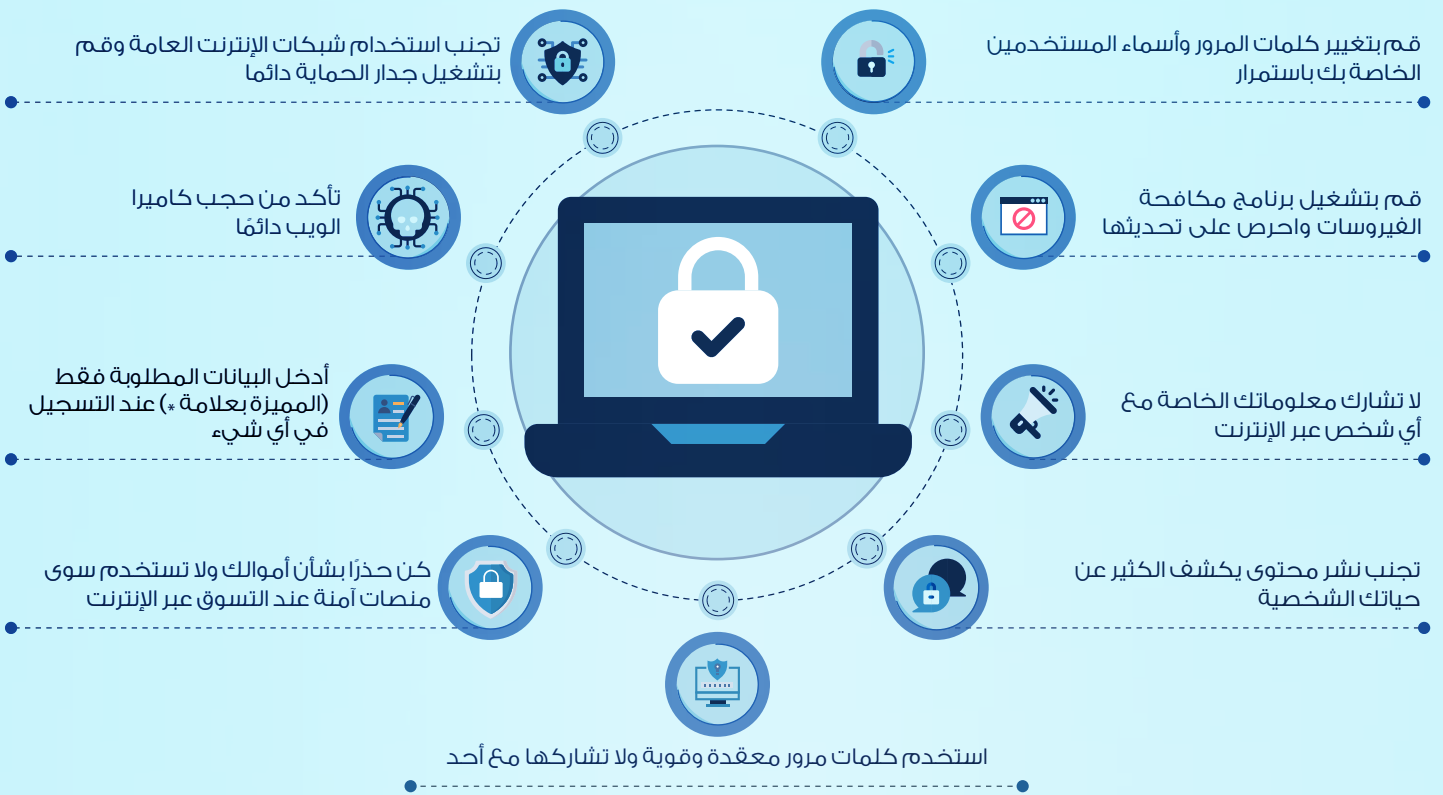 قم بتغيير كلمات المرور وأسماء المستخدمين
الخاصة بك باستمرار
قم بتشغيل برنامج مكافحة
الفيروسات واحرص على تحديثها
لا تشارك معلوماتك الخاصة مع
أي شخص عبر الإنترنت
تجنب نشر محتوى يكشف الكثير عن
حياتك الشخصية
استخدم كلمات مرور معقدة وقوية ولا تشاركها مع أحد
تجنب استخدام شبكات الإنترنت العامة وقم
بتشغيل جدار الحماية دائما
تأكد من حجب كاميرا
الويب دائمًا
أدخل البيانات المطلوبة فقط
(المميزة بعلامة *) عند التسجيل
في أي شيء
كن حذرًا بشأن أموالك ولا تستخدم سوى
منصات آمنة عند التسوق عبر الإنترنت